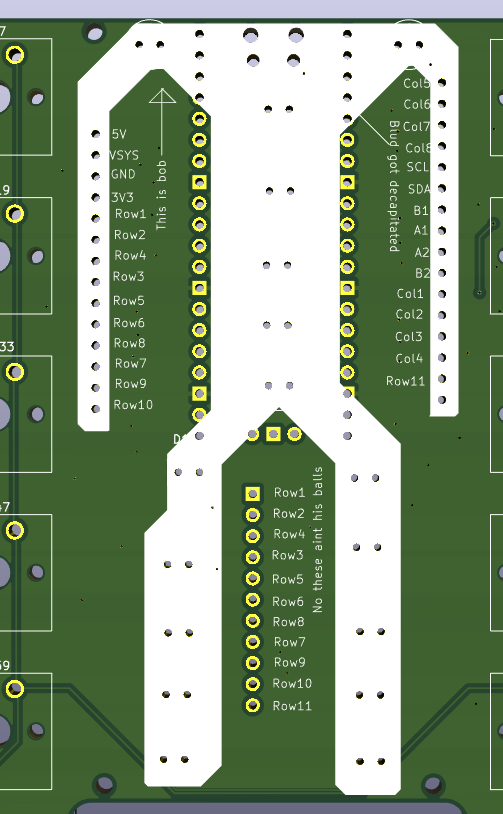 7
19
33
47
59
5V
VSYS
GND
3V3
Row1
Row2
Row4
Row3
Row5
Row6
Row8
Row7
Row9
Row10
This is bob
Blud got decapitated
Col5
Col6
Col7
Col8
SCL
SDA
B1
A1
A2
B2
Col1
Col2
Col3
Col4
Row11
Row1
Row2
Row4
Row3
Row5
Row6
Row8
Row7
Row9
Row10
Row11
No these aint his balls